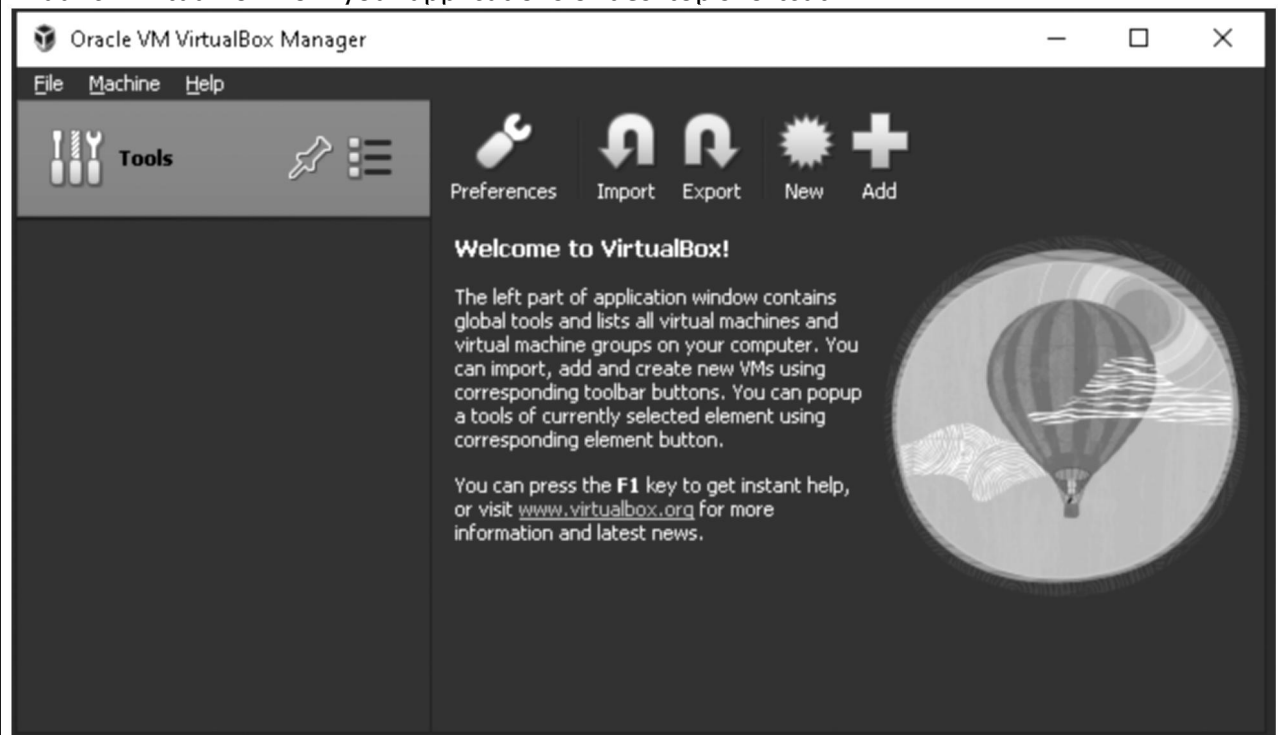 Oracle VM VirtualBox Manager
File Machine Help
Tools
Preferences Import Export New Add
Welcome to VirtualBox!
The left part of application window contains
global tools and lists all virtual machines and
virtual machine groups on your computer. You
can import, add and create new VMs using
corresponding toolbar buttons. You can popup
a tools of currently selected element using
corresponding element button.
You can press the F1 key to get instant help,
or visit www.virtualbox.org for more
information and latest news.